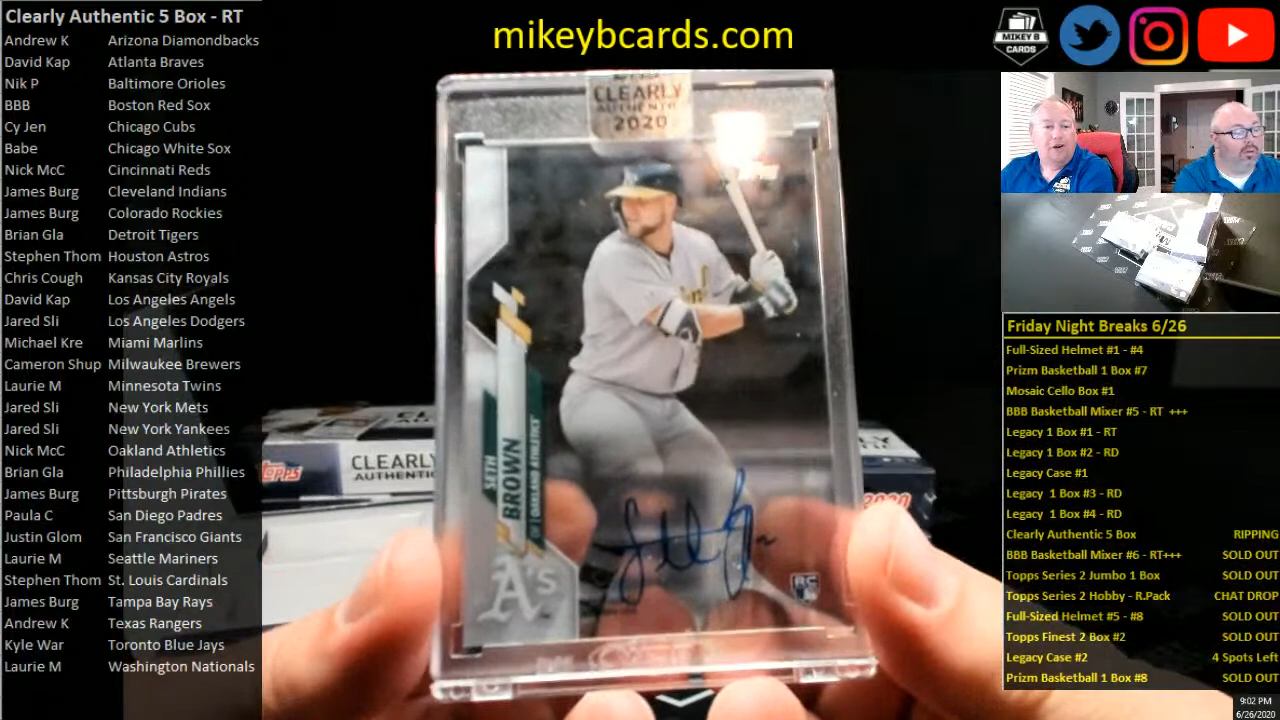 Clearly Authentic 5 Box - RT
Andrew K Arizona Diamondbacks
David Kap Atlanta Braves
Nik P Baltimore Orioles
BBB Boston Red Sox
Cy Jen Chicago Cubs
Babe Chicago White Sox
Nick McC Cincinnati Reds
James Burg Cleveland Indians
James Burg Colorado Rockies
Brian Gla Detroit Tigers
Stephen Thom Houston Astros
Chris Cough Kansas City Royals
David Kap Los Angeles Angels
Jared Sli Los Angeles Dodgers
Michael Kre Miami Marlins
Cameron Shup Milwaukee Brewers
Laurie M Minnesota Twins
Jared Sli New York Mets
Jared Sli New York Yankees
Nick McC Oakland Athletics
Brian Gla Philadelphia Phillies
James Burg Pittsburgh Pirates
Paula C San Diego Padres
Justin Glom San Francisco Giants
Laurie M Seattle Mariners
Stephen Thom St. Louis Cardinals
James Burg Tampa Bay Rays
Andrew K Texas Rangers
Kyle War Toronto Blue Jays
Laurie M Washington Nationals
mikeybcards.com
CLEARLY
AUTHENTIC
2020
SETH
BROWN
OF | OAKLAND ATHLETICS
A's
RC
topps
CLEARLY
AUTHENTIC
2020
MIKEY B
CARDS
Friday Night Breaks 6/26
Full-Sized Helmet #1 - #4
Prizm Basketball 1 Box #7
Mosaic Cello Box #1
BBB Basketball Mixer #5 - RT +++
Legacy 1 Box #1 - RT
Legacy 1 Box #2 - RD
Legacy Case #1
Legacy 1 Box #3 - RD
Legacy 1 Box #4 - RD
Clearly Authentic 5 Box RIPPING
BBB Basketball Mixer #6 - RT+++ SOLD OUT
Topps Series 2 Jumbo 1 Box SOLD OUT
Topps Series 2 Hobby - R.Pack CHAT DROP
Full-Sized Helmet #5 - #8 SOLD OUT
Topps Finest 2 Box #2 SOLD OUT
Legacy Case #2 4 Spots Left
Prizm Basketball 1 Box #8 SOLD OUT
9:02 PM
6/26/2020